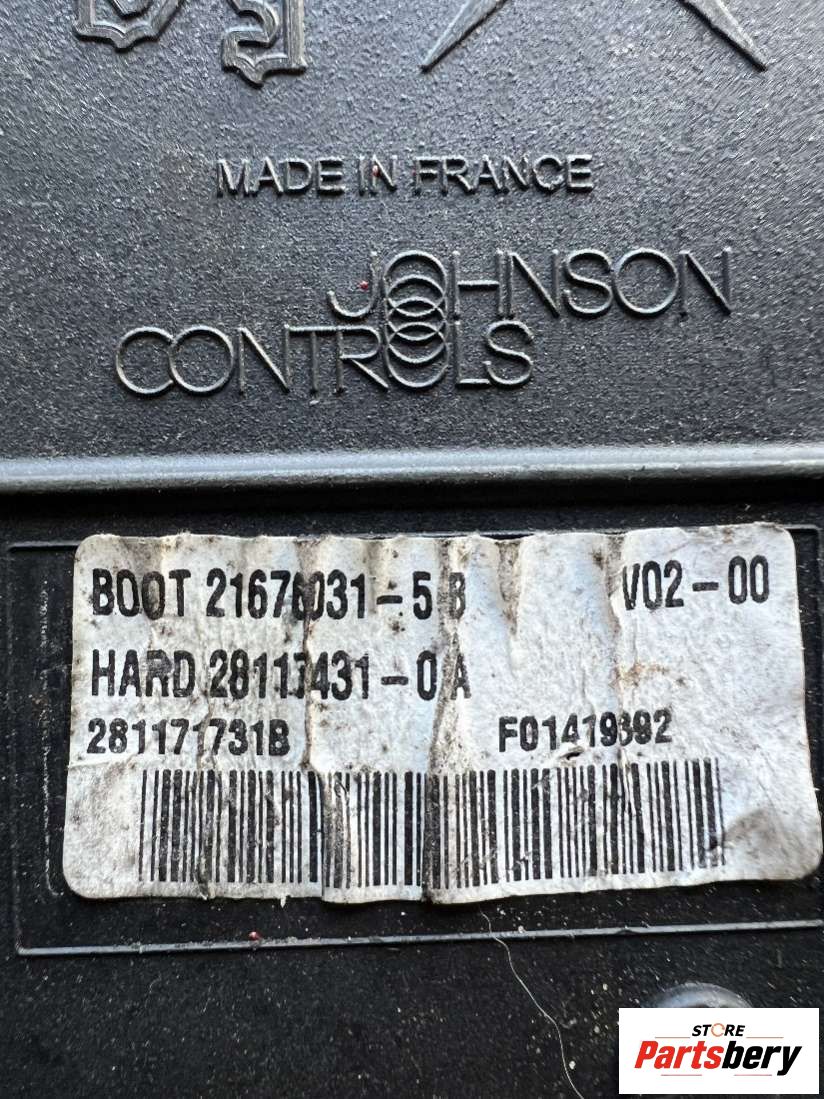 MADE IN FRANCE
JOHNSON
CONTROLS
BOOT 21676031-5 B V02-00
HARD 28117431-0 A
281171731B F01419392
STORE
Partsbery